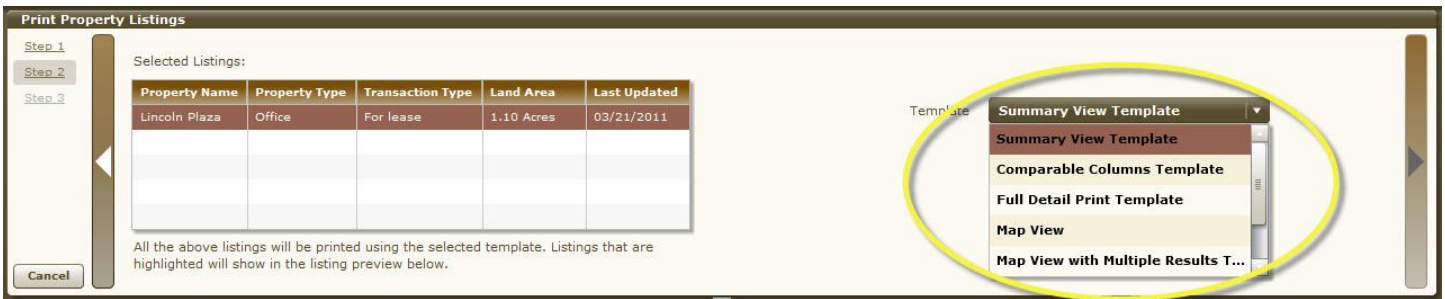 Print Property Listings
Step 1
Step 2
Step 3
Cancel
Selected Listings:
Property Name Property Type Transaction Type Land Area Last Updated
Lincoln Plaza Office For lease 1.10 Acres 03/21/2011
All the above listings will be printed using the selected template. Listings that are
highlighted will show in the listing preview below.
Template Summary View Template
Summary View Template
Comparable Columns Template
Full Detail Print Template
Map View
Map View with Multiple Results T...